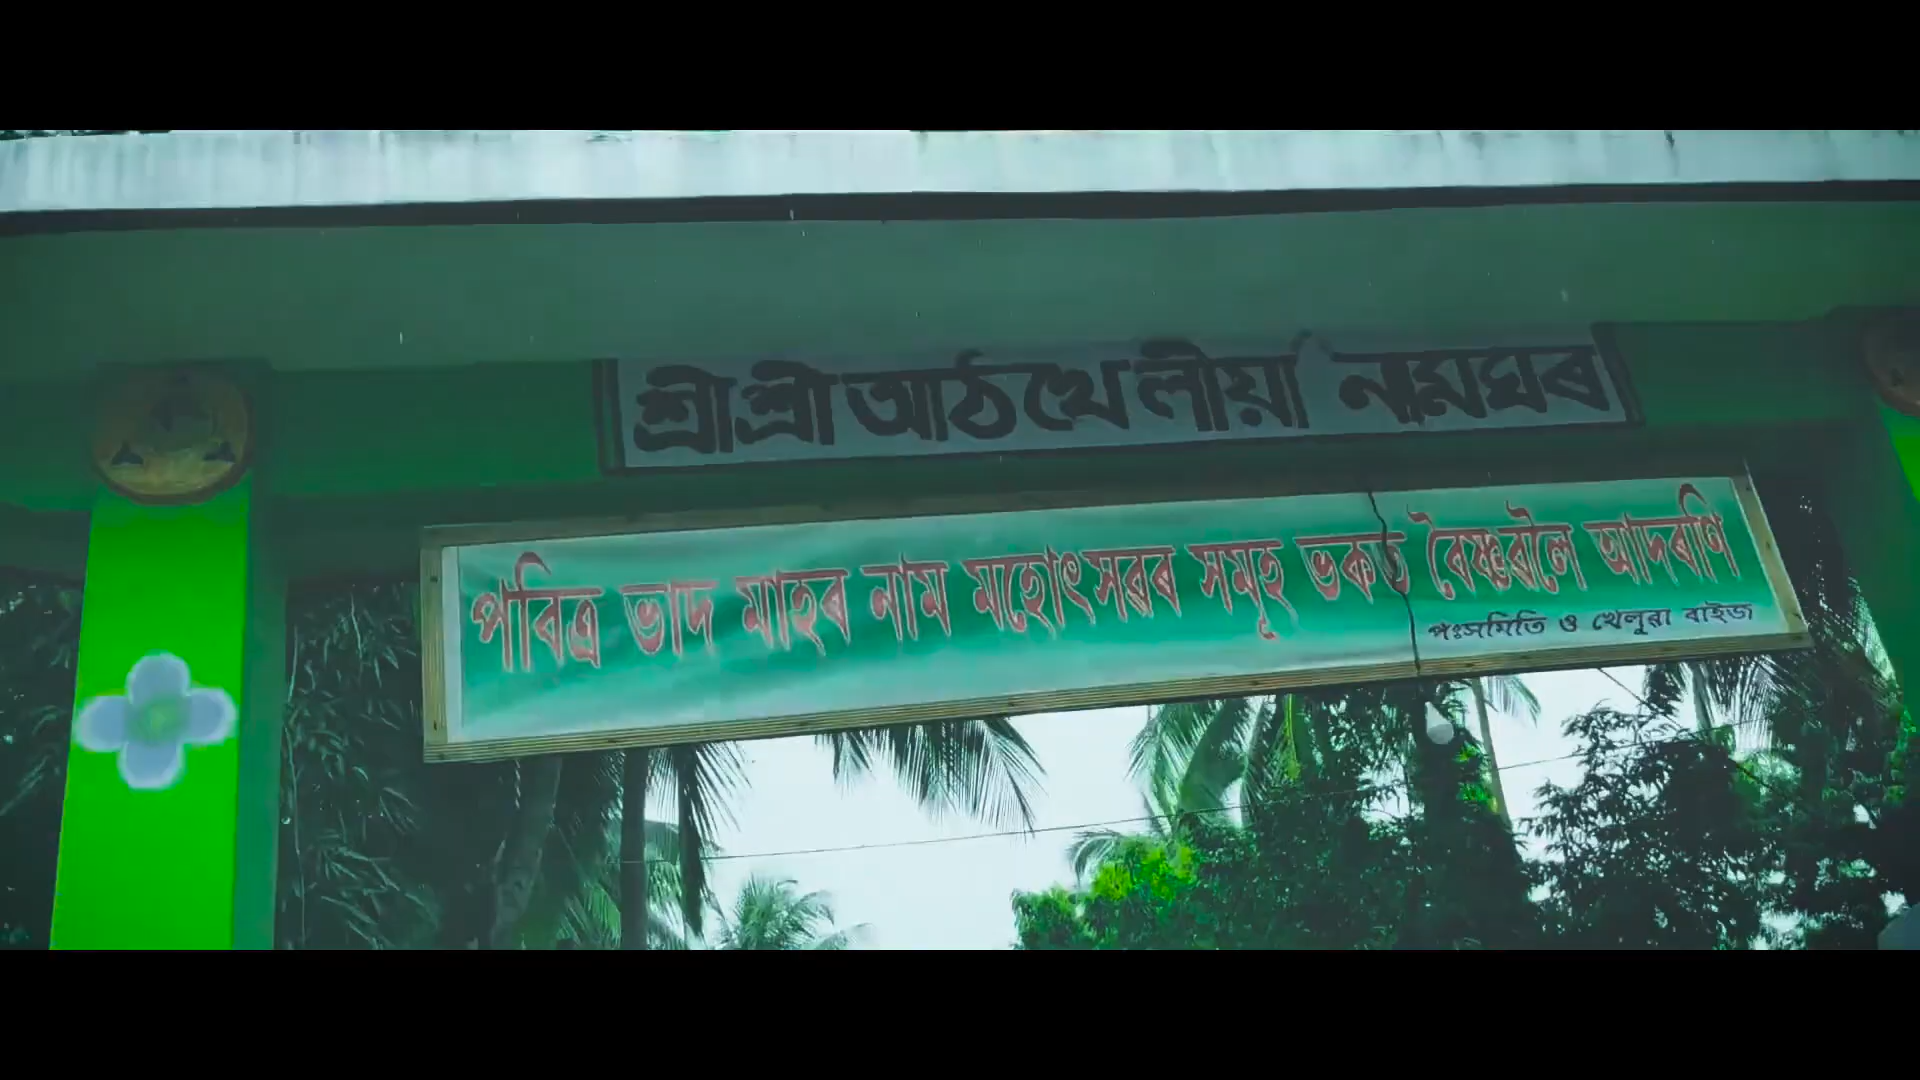 শ্ৰীশ্ৰী আঠখেলীয়া নামঘৰ
পবিত্ৰ ভাদ মাহৰ নাম মহোৎসৱৰ সমূহ ভকত বৈষ্ণৱলৈ আদৰণি
পঃসমিতি ও খেলুৱা ৰাইজ